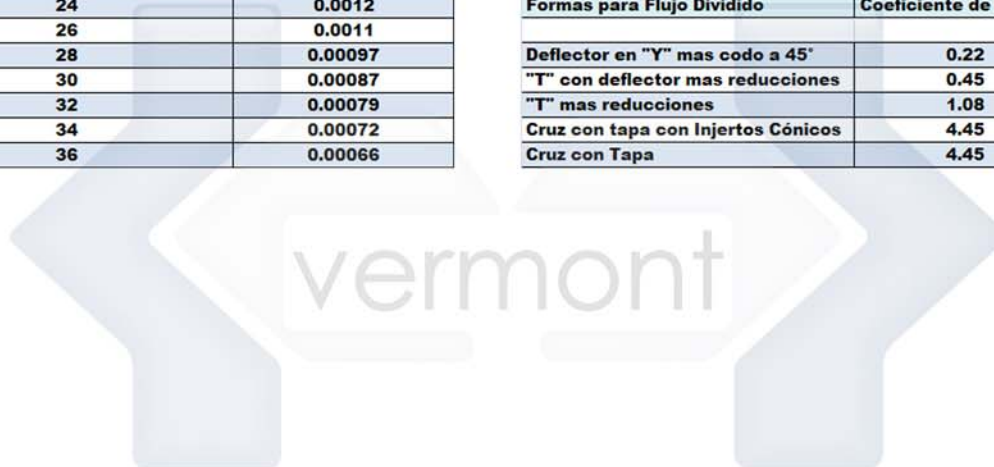 24 0.0012
26 0.0011
28 0.00097
30 0.00087
32 0.00079
34 0.00072
36 0.00066
Formas para Flujo Dividido Coeficiente de
Deflector en "Y" mas codo a 45° 0.22
"T" con deflector mas reducciones 0.45
"T" mas reducciones 1.08
Cruz con tapa con Injertos Cónicos 4.45
Cruz con Tapa 4.45
vermont